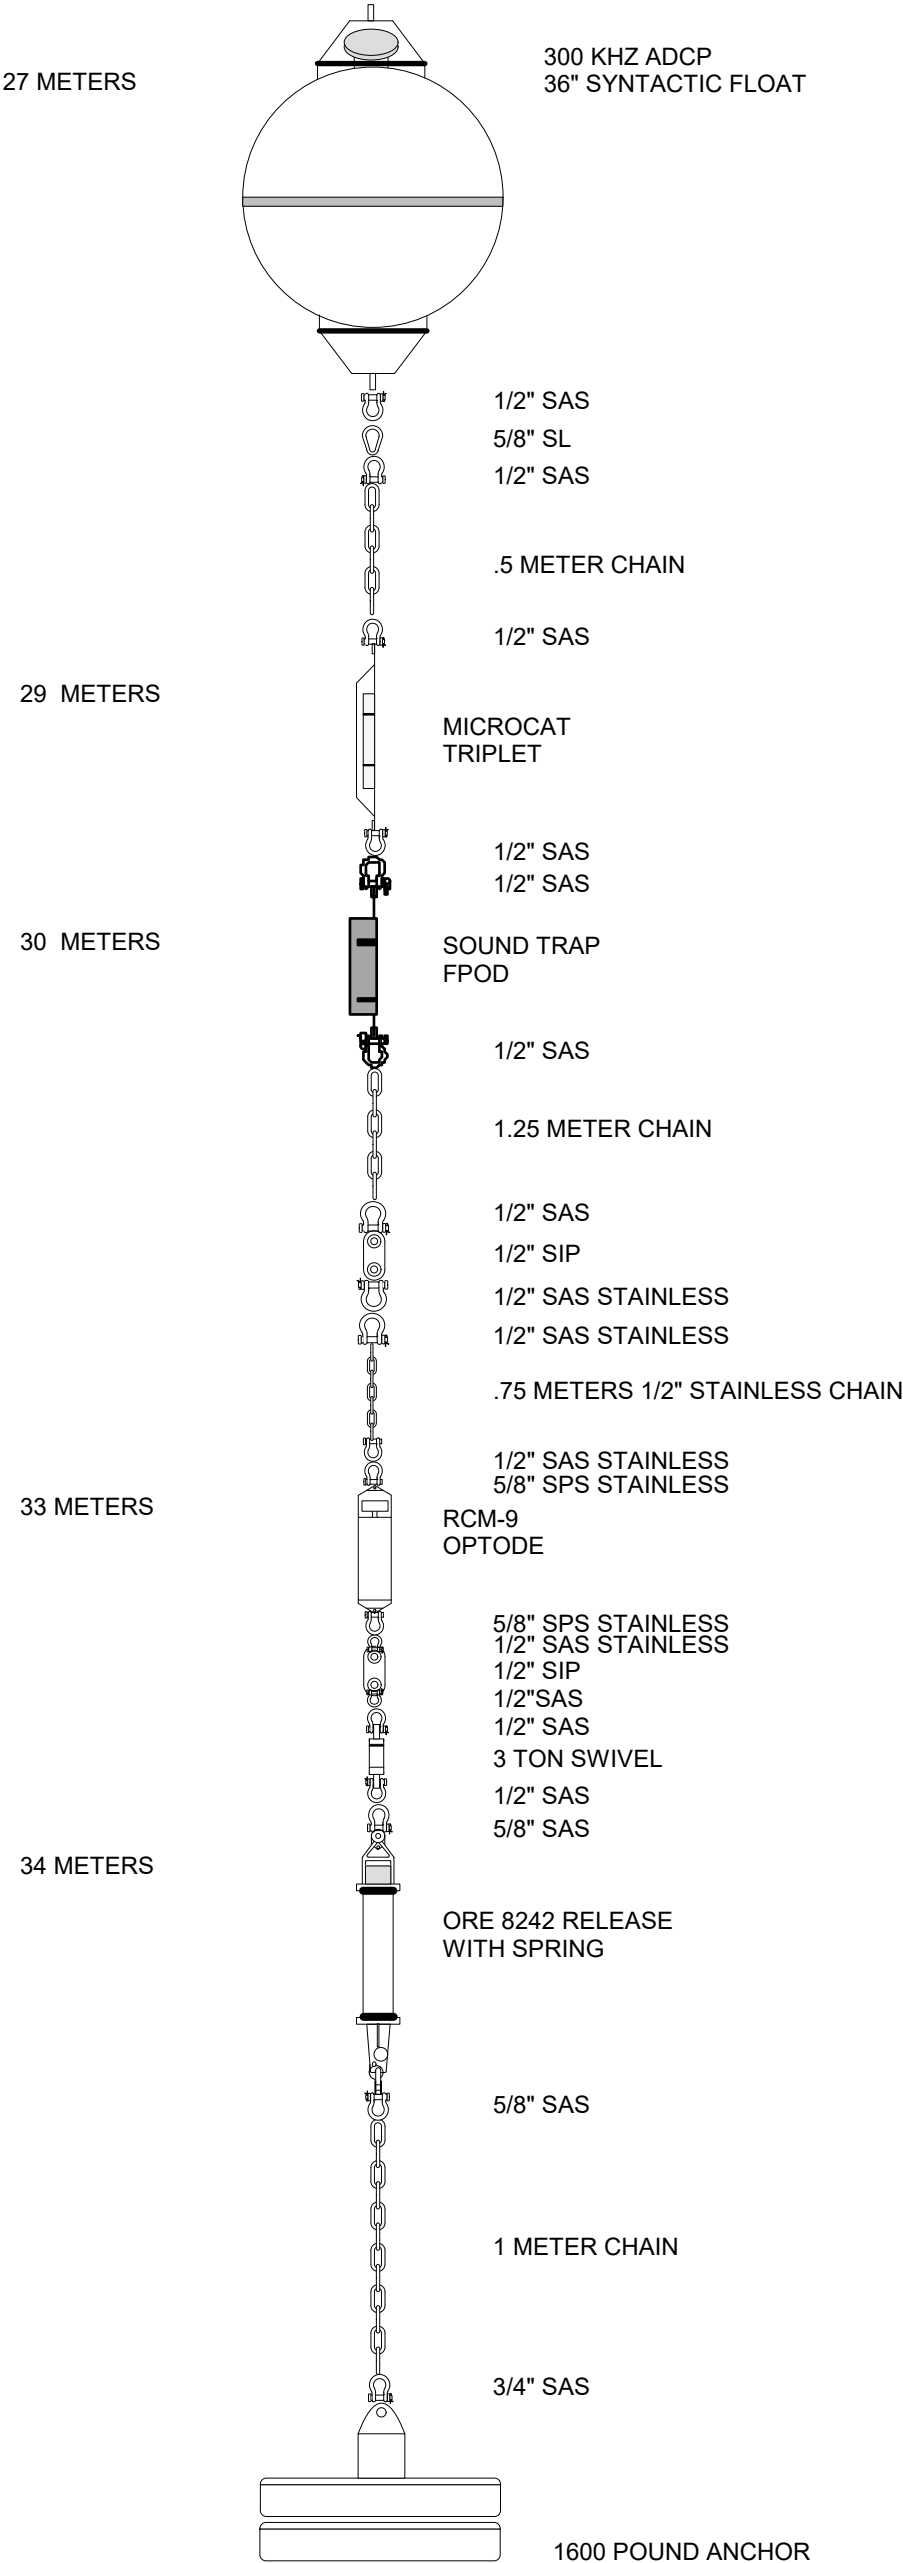 27 METERS
300 KHZ ADCP
36" SYNTACTIC FLOAT
1/2" SAS
5/8" SL
1/2" SAS
.5 METER CHAIN
1/2" SAS
29 METERS
MICROCAT
TRIPLET
1/2" SAS
1/2" SAS
30 METERS
SOUND TRAP
FPOD
1/2" SAS
1.25 METER CHAIN
1/2" SAS
1/2" SIP
1/2" SAS STAINLESS
1/2" SAS STAINLESS
.75 METERS 1/2" STAINLESS CHAIN
1/2" SAS STAINLESS
5/8" SPS STAINLESS
33 METERS
RCM-9
OPTODE
5/8" SPS STAINLESS
1/2" SAS STAINLESS
1/2" SIP
1/2"SAS
1/2" SAS
3 TON SWIVEL
1/2" SAS
5/8" SAS
34 METERS
ORE 8242 RELEASE
WITH SPRING
5/8" SAS
1 METER CHAIN
3/4" SAS
1600 POUND ANCHOR